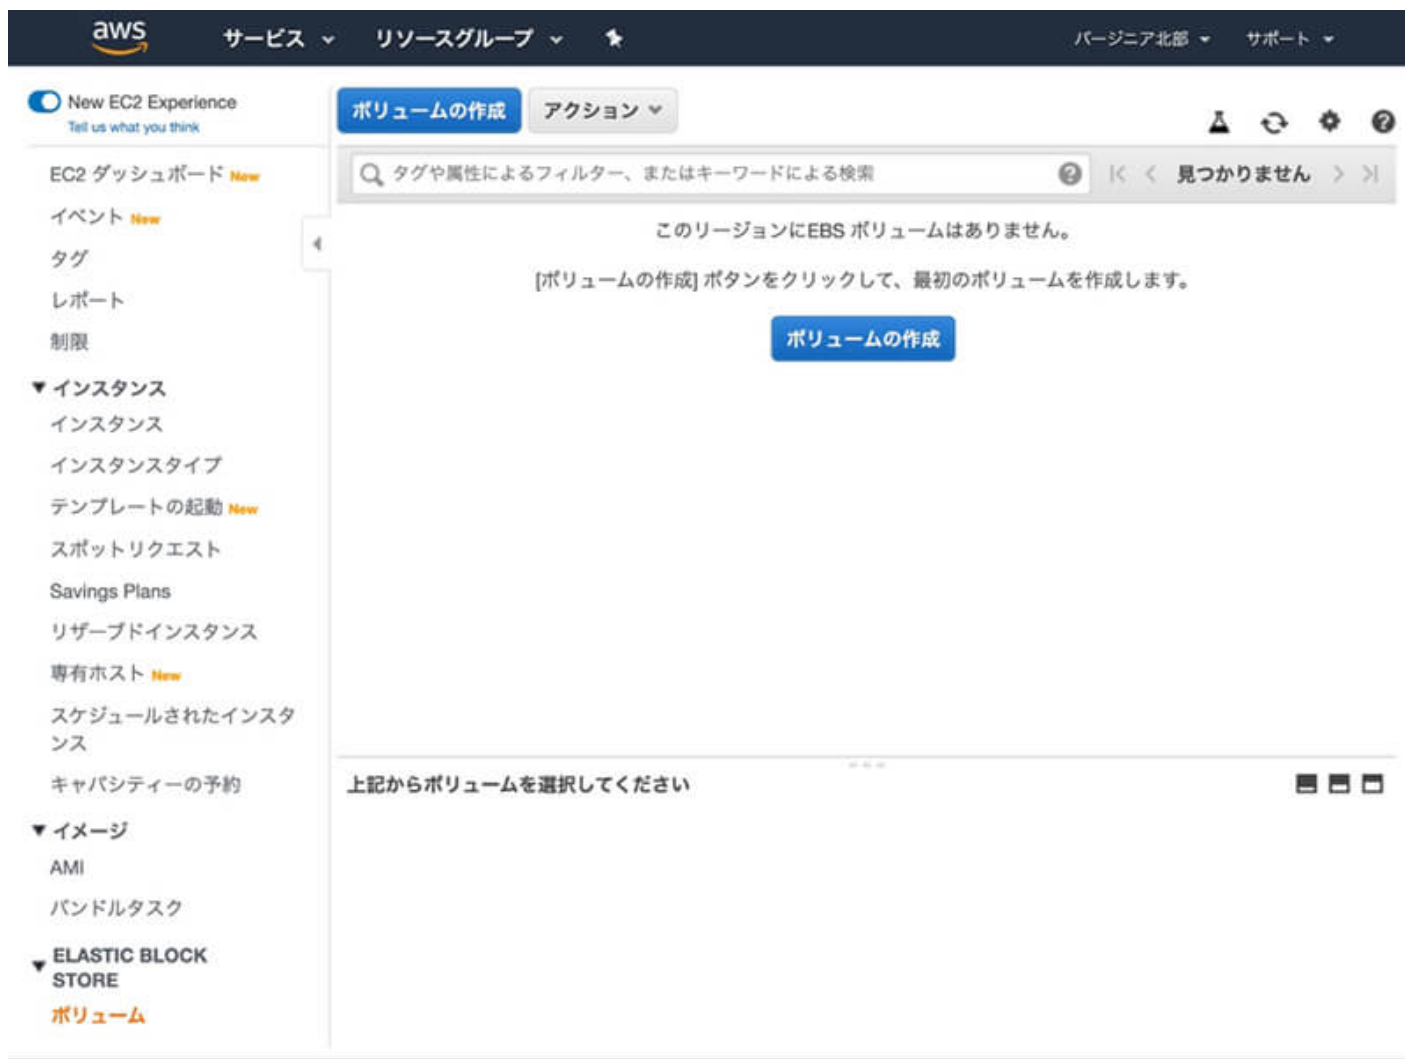 aws
サービス
リソースグループ
バージニア北部
サポート
New EC2 Experience
Tell us what you think
EC2 ダッシュボード New
イベント New
タグ
レポート
制限
インスタンス
インスタンス
インスタンスタイプ
テンプレートの起動 New
スポットリクエスト
Savings Plans
リザーブドインスタンス
専有ホスト New
スケジュールされたインスタ
ンス
キャパシティーの予約
イメージ
AMI
バンドルタスク
ELASTIC BLOCK
STORE
ボリューム
ボリュームの作成
アクション
タグや属性によるフィルター、またはキーワードによる検索
見つかりません
このリージョンにEBS ボリュームはありません。
[ボリュームの作成] ボタンをクリックして、最初のボリュームを作成します。
ボリュームの作成
上記からボリュームを選択してください